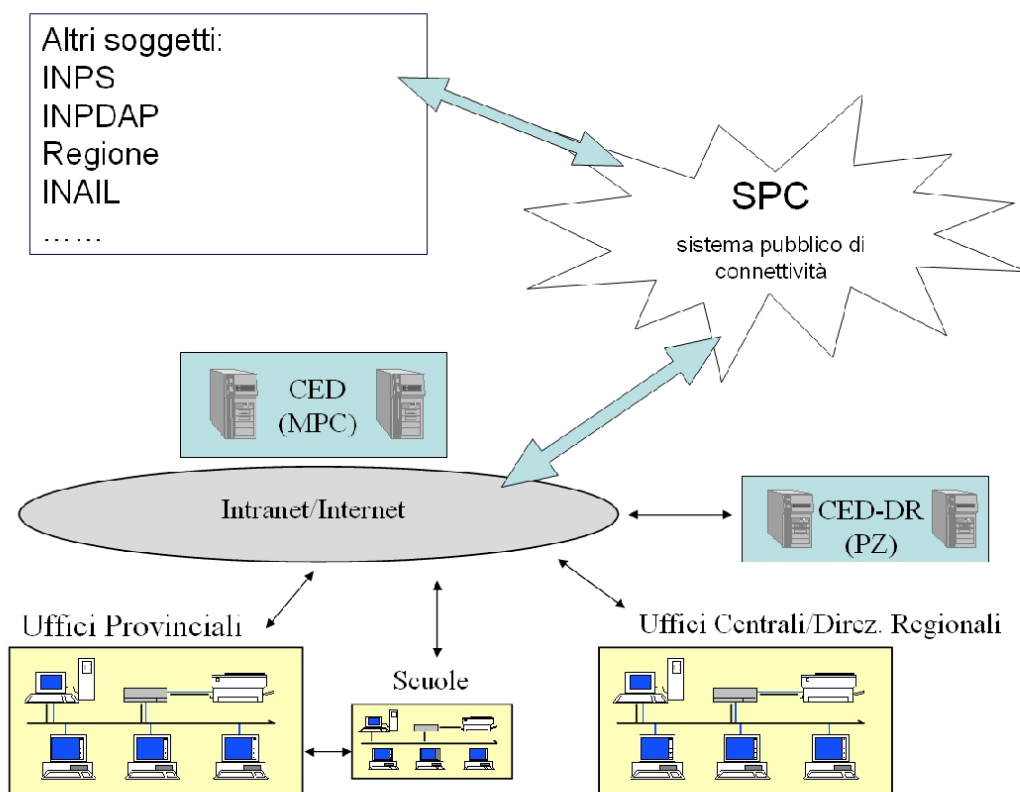 Altri soggetti:
INPS
INPDAP
Regione
INAIL
……
SPC
sistema pubblico di
connettività
CED
(MPC)
Intranet/Internet
CED-DR
(PZ)
Uffici Provinciali
Scuole
Uffici Centrali/Direz. Regionali